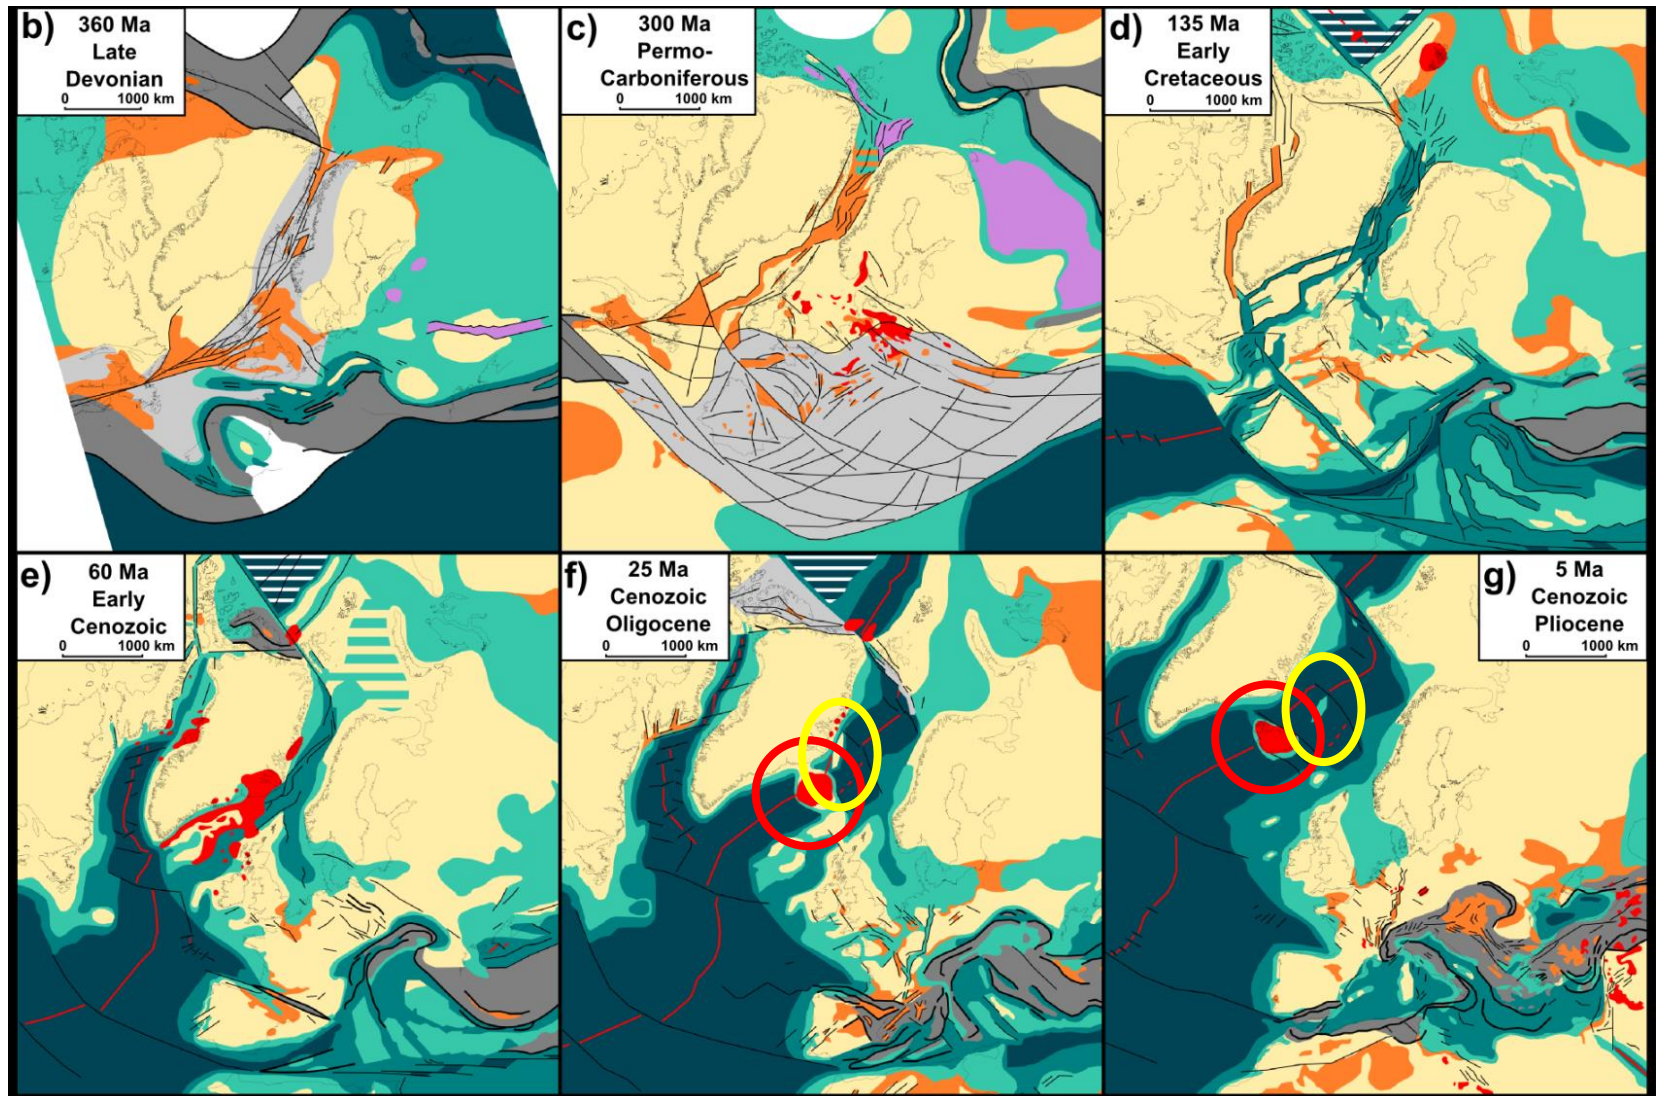 b)
360 Ma
Late
Devonian
0 1000 km
c)
300 Ma
Permo-
Carboniferous
0 1000 km
d)
135 Ma
Early
Cretaceous
0 1000 km
e)
60 Ma
Early
Cenozoic
0 1000 km
f)
25 Ma
Cenozoic
Oligocene
0 1000 km
g)
5 Ma
Cenozoic
Pliocene
0 1000 km